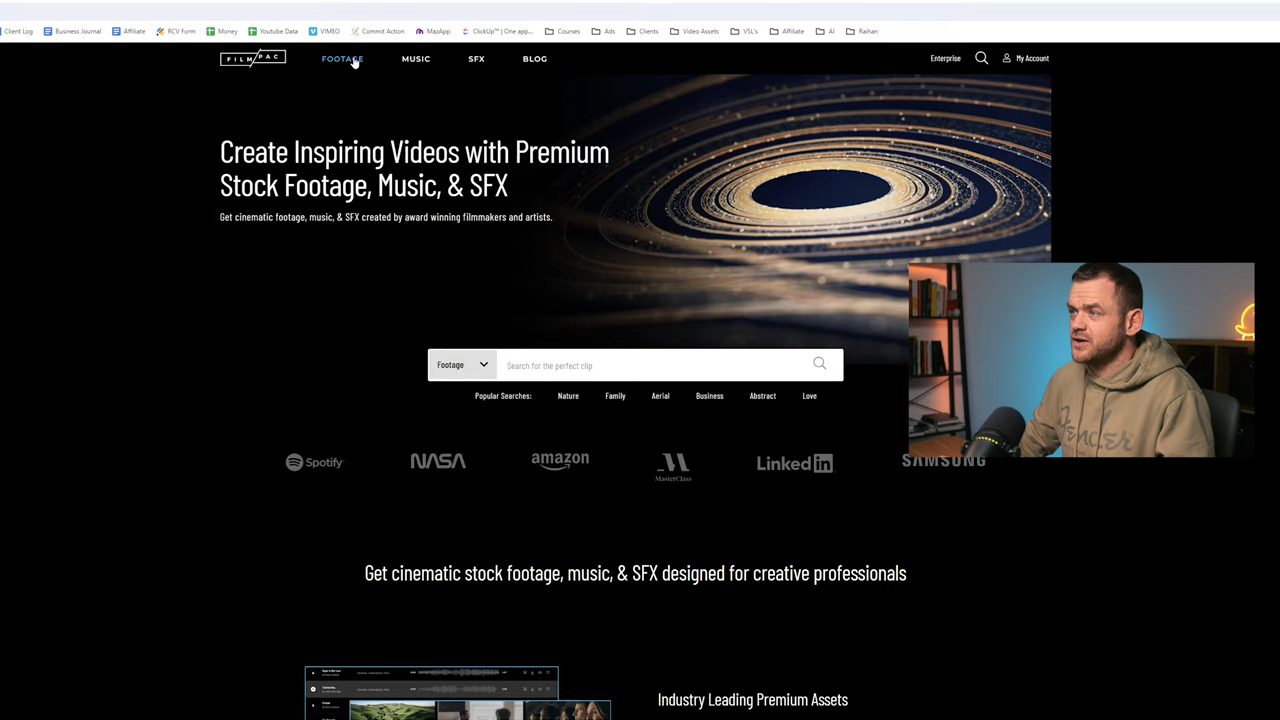 Client Log Business Journal Affiliate RCV Form Money Youtube Data VIMEO Commit Action MazApp ClickUp™ | One app... Courses Ads Clients Video Assets VSL's Affiliate AI Raihan
FILM PAC FOOTAGE MUSIC SFX BLOG Enterprise My Account
Create Inspiring Videos with Premium
Stock Footage, Music, & SFX
Get cinematic footage, music, & SFX created by award winning filmmakers and artists.
Footage Search for the perfect clip
Popular Searches: Nature Family Aerial Business Abstract Love
Spotify NASA amazon MasterClass LinkedIn SAMSUNG
Fender
Get cinematic stock footage, music, & SFX designed for creative professionals
Industry Leading Premium Assets